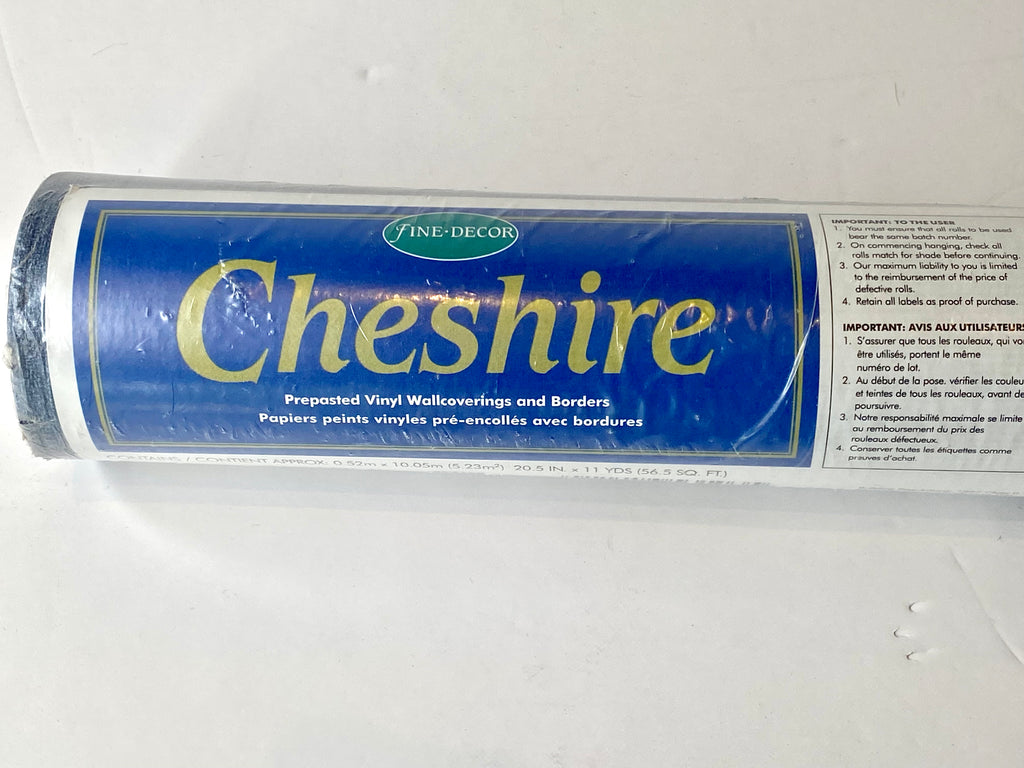 FINE·DECOR
Cheshire
Prepasted Vinyl Wallcoverings and Borders
Papiers peints vinyles pré-encollés avec bordures
CONTAINS / CONTIENT APPROX: 0.52m x 10.05m (5.23m²) 20.5 IN. x 11 YDS (56.5 SQ. FT.)
IMPORTANT: TO THE USER
1. You must ensure that all rolls to be used
bear the same batch number.
2. On commencing hanging, check all
rolls match for shade before continuing.
3. Our maximum liability to you is limited
to the reimbursement of the price of
defective rolls.
4. Retain all labels as proof of purchase.
IMPORTANT: AVIS AUX UTILISATEURS
1. S'assurer que tous les rouleaux, qui vo
être utilisés, portent le même
numéro de lot.
2. Au début de la pose. vérifier les couleu
et teintes de tous les rouleaux, avant de
poursuivre.
3. Notre responsabilité maximale se limite
au remboursement du prix des
rouleaux défectueux.
4. Conserver toutes les étiquettes comme
preuves d'achat.